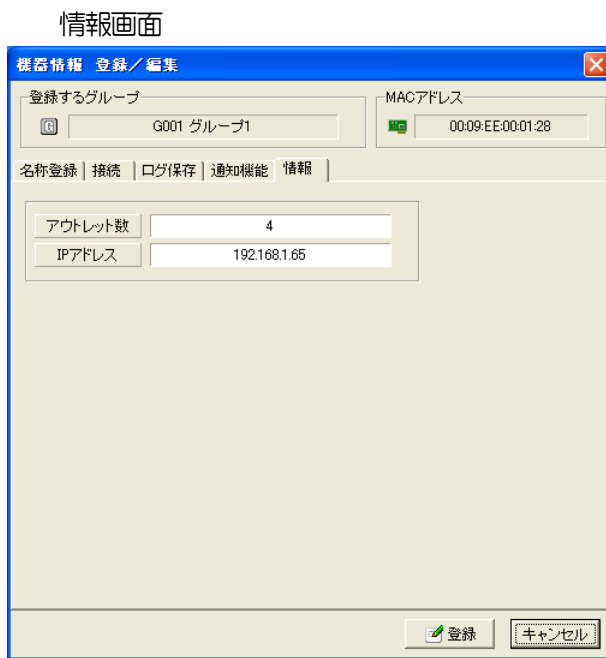 情報画面
機器情報 登録／編集
登録するグループ
MACアドレス
G
G001 グループ1
00:09:EE:00:01:28
名称登録 接続 ログ保存 通知機能 情報
アウトレット数 4
IPアドレス 192.168.1.65
登録 キャンセル